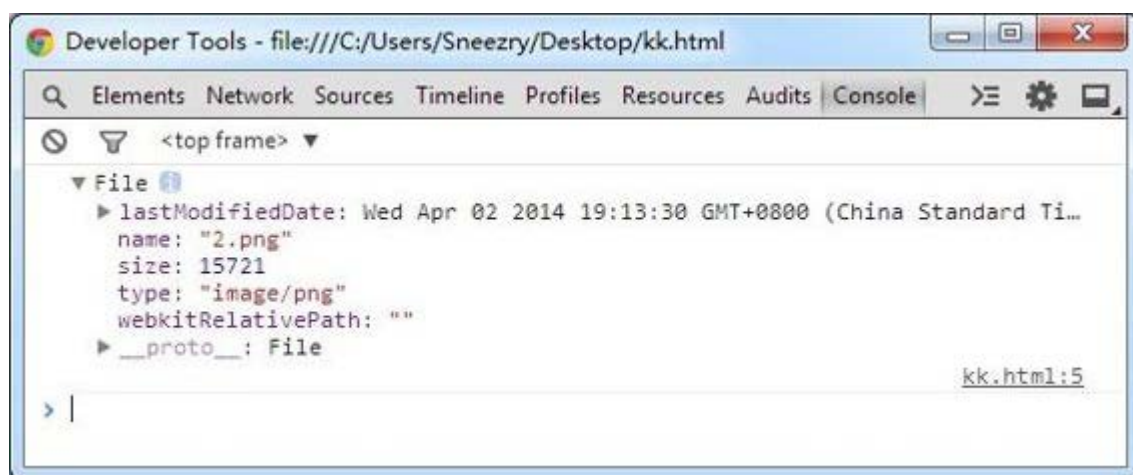 Developer Tools - file:///C:/Users/Sneezry/Desktop/kk.html
Elements Network Sources Timeline Profiles Resources Audits Console
<top frame> ▼
▼ File
▶ lastModifiedDate: Wed Apr 02 2014 19:13:30 GMT+0800 (China Standard Ti…
name: "2.png"
size: 15721
type: "image/png"
webkitRelativePath: ""
▶ __proto__: File
kk.html:5
>